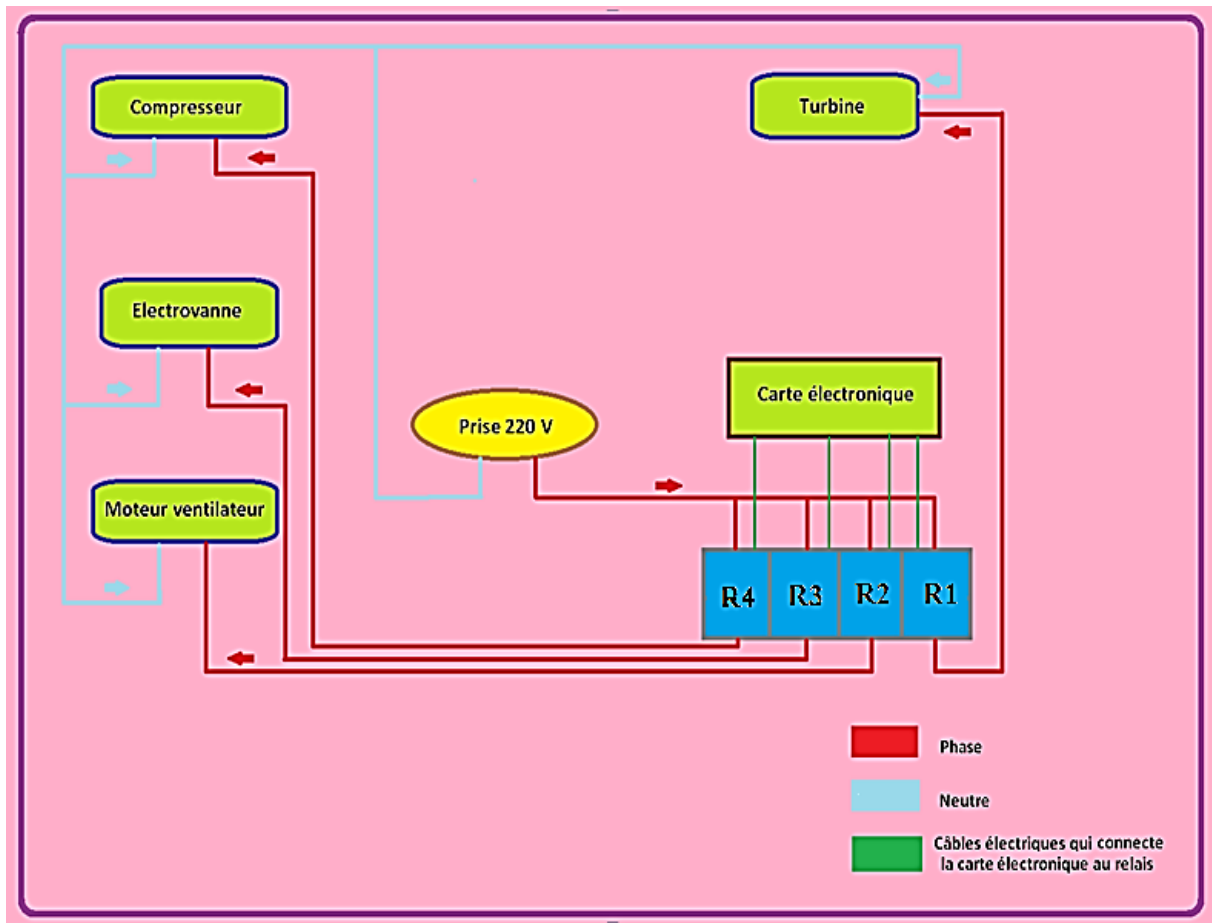 Compresseur
Turbine
Electrovanne
Carte électronique
Prise 220 V
Moteur ventilateur
R4
R3
R2
R1
Phase
Neutre
Câbles électriques qui connecte
la carte électronique au relais